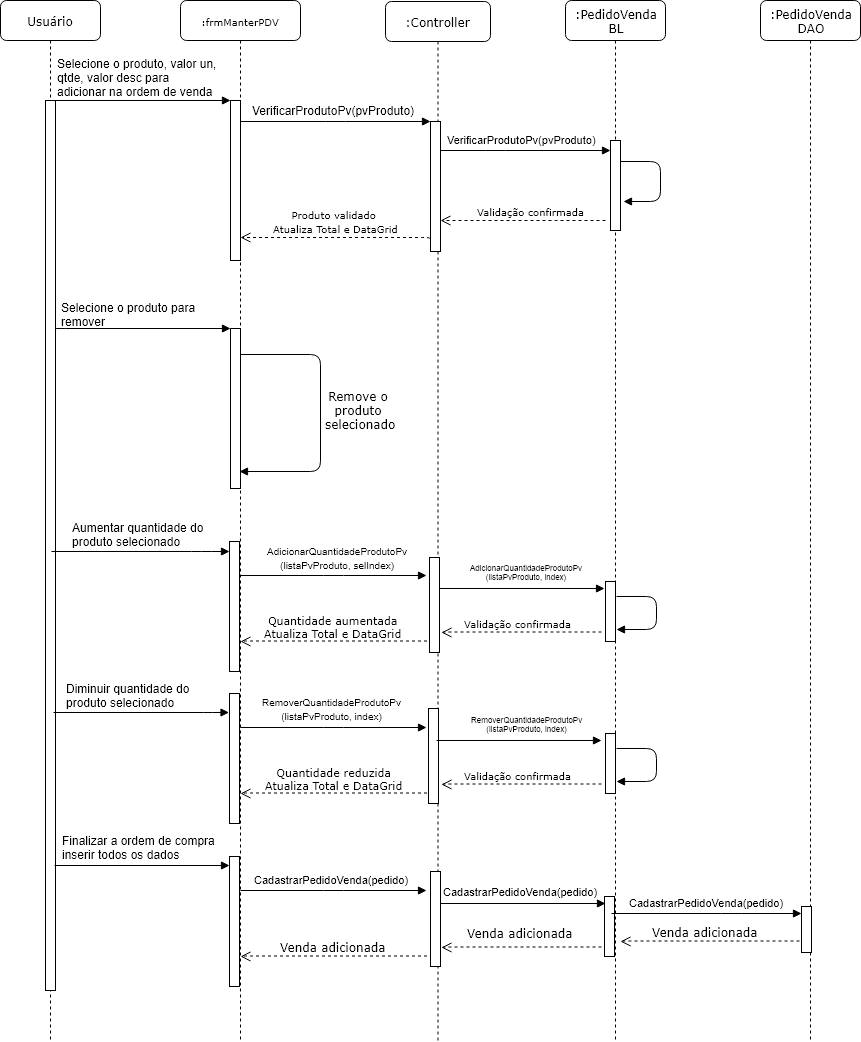 Usuário
:frmManterPDV
:Controller
:PedidoVenda
BL
:PedidoVenda
DAO
Selecione o produto, valor un,
qtde, valor desc para
adicionar na ordem de venda
VerificarProdutoPv(pvProduto)
VerificarProdutoPv(pvProduto)
Validação confirmada
Produto validado
Atualiza Total e DataGrid
Selecione o produto para
remover
Remove o
produto
selecionado
Aumentar quantidade do
produto selecionado
AdicionarQuantidadeProdutoPv
(listaPvProduto, selIndex)
AdicionarQuantidadeProdutoPv
(listaPvProduto, index)
Quantidade aumentada
Atualiza Total e DataGrid
Validação confirmada
Diminuir quantidade do
produto selecionado
RemoverQuantidadeProdutoPv
(listaPvProduto, index)
RemoverQuantidadeProdutoPv
(listaPvProduto, index)
Quantidade reduzida
Atualiza Total e DataGrid
Validação confirmada
Finalizar a ordem de compra
inserir todos os dados
CadastrarPedidoVenda(pedido)
CadastrarPedidoVenda(pedido)
CadastrarPedidoVenda(pedido)
Venda adicionada
Venda adicionada
Venda adicionada